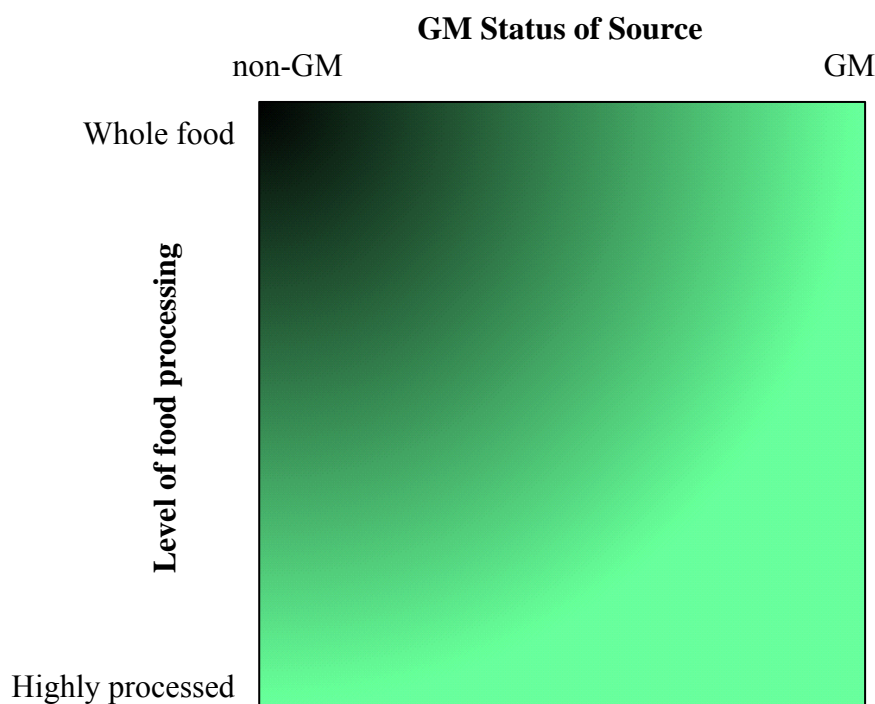 GM Status of Source
non-GM
GM
Whole food
Level of food processing
Highly processed